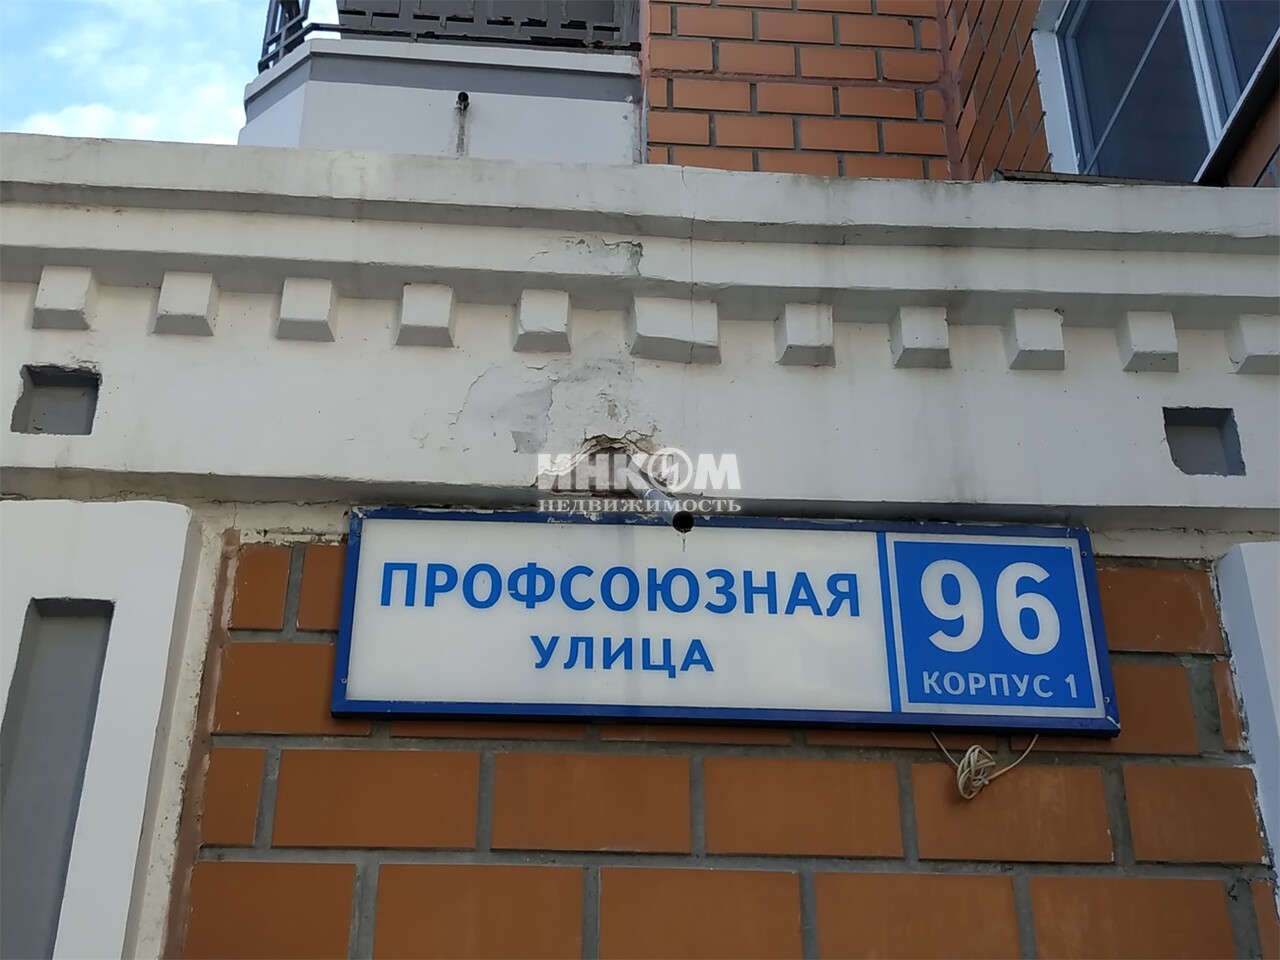 ИНКОМ
НЕДВИЖИМОСТЬ
ПРОФСОЮЗНАЯ
УЛИЦА
96
КОРПУС 1